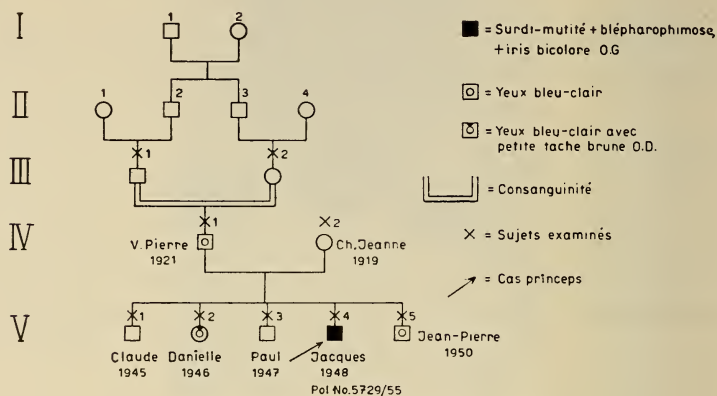 I
1 2
II
1 2 3 4
III
1 2
IV
1 2
V. Pierre
1921
Ch. Jeanne
1919
V
1 2 3 4 5
Claude
1945
Danielle
1946
Paul
1947
Jacques
1948
Jean-Pierre
1950
Pol No.5729/55
= Surdi-mutité + blépharophimose,
+ iris bicolore O.G
= Yeux bleu-clair
= Yeux bleu-clair avec
petite tache brune O.D.
= Consanguinité
= Sujets examinés
= Cas princeps